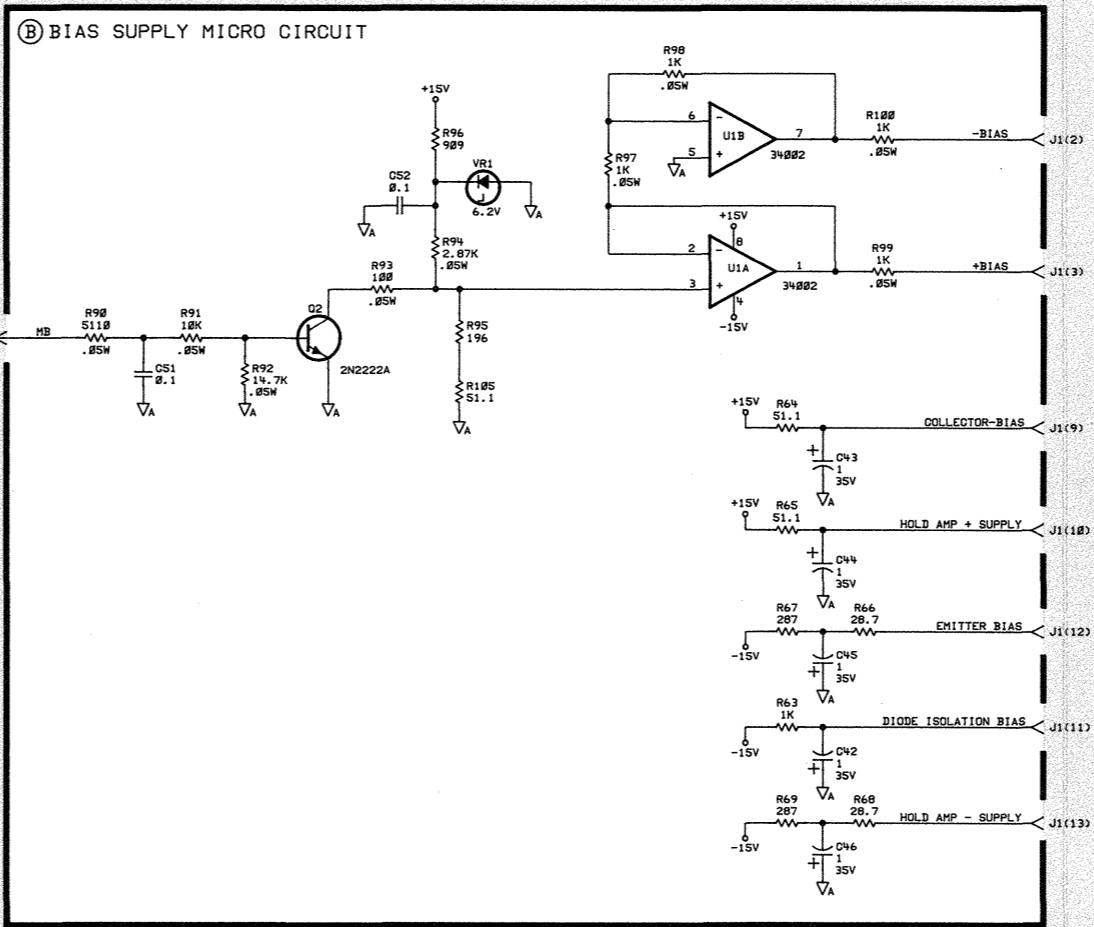 B BIAS SUPPLY MICRO CIRCUIT
R98
1K
.05W
+15V
R96
909
6
-
U1B
5
+
7
34002
A
R100
1K
.05W
-BIAS
J1(2)
VR1
6.2V
A
C52
0.1
A
R97
1K
.05W
R94
2.87K
.05W
+15V
8
2
-
U1A
3
+
1
34002
4
-15V
R99
1K
.05W
+BIAS
J1(3)
R93
100
.05W
MB
R90
5110
.05W
R91
10K
.05W
Q2
2N2222A
A
C51
0.1
A
R92
14.7K
.05W
A
R95
196
R105
51.1
A
+15V
R64
51.1
COLLECTOR-BIAS
J1(9)
+
C43
1
35V
A
+15V
R65
51.1
HOLD AMP + SUPPLY
J1(10)
+
C44
1
35V
A
R67
287
R66
28.7
EMITTER BIAS
J1(12)
-15V
+
C45
1
35V
A
R63
1K
DIODE ISOLATION BIAS
J1(11)
-15V
+
C42
1
35V
A
R69
287
R68
28.7
HOLD AMP - SUPPLY
J1(13)
-15V
+
C46
1
35V
A